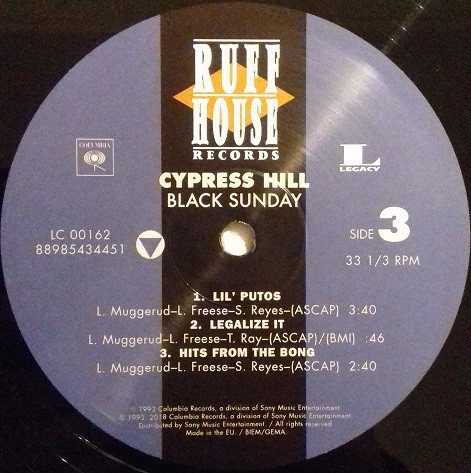 RUFF
HOUSE
RECORDS
COLUMBIA
L
LEGACY
CYPRESS HILL
BLACK SUNDAY
LC 00162
88985434451
SIDE 3
33 1/3 RPM
1. LIL' PUTOS
L. Muggerud–L. Freese–S. Reyes–(ASCAP) 3:40
2. LEGALIZE IT
L. Muggerud–L. Freese–T. Ray–(ASCAP)/(BMI) :46
3. HITS FROM THE BONG
L. Muggerud–L. Freese–S. Reyes–(ASCAP) 2:40
℗ 1993 Columbia Records, a division of Sony Music Entertainment
© 1993, 2018 Columbia Records, a division of Sony Music Entertainment
Distributed by Sony Music Entertainment. / All rights reserved
Made in the EU. / BIEM/GEMA.